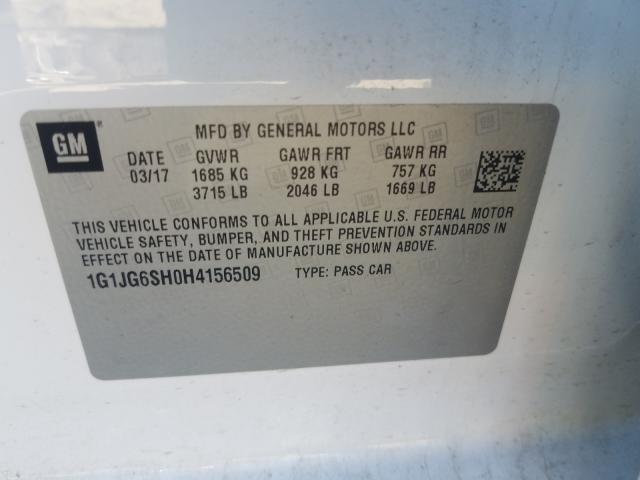 GM
MFD BY GENERAL MOTORS LLC
DATE GVWR GAWR FRT GAWR RR
03/17 1685 KG 928 KG 757 KG
3715 LB 2046 LB 1669 LB
THIS VEHICLE CONFORMS TO ALL APPLICABLE U.S. FEDERAL MOTOR
VEHICLE SAFETY, BUMPER, AND THEFT PREVENTION STANDARDS IN
EFFECT ON THE DATE OF MANUFACTURE SHOWN ABOVE.
1G1JG6SH0H4156509 TYPE: PASS CAR